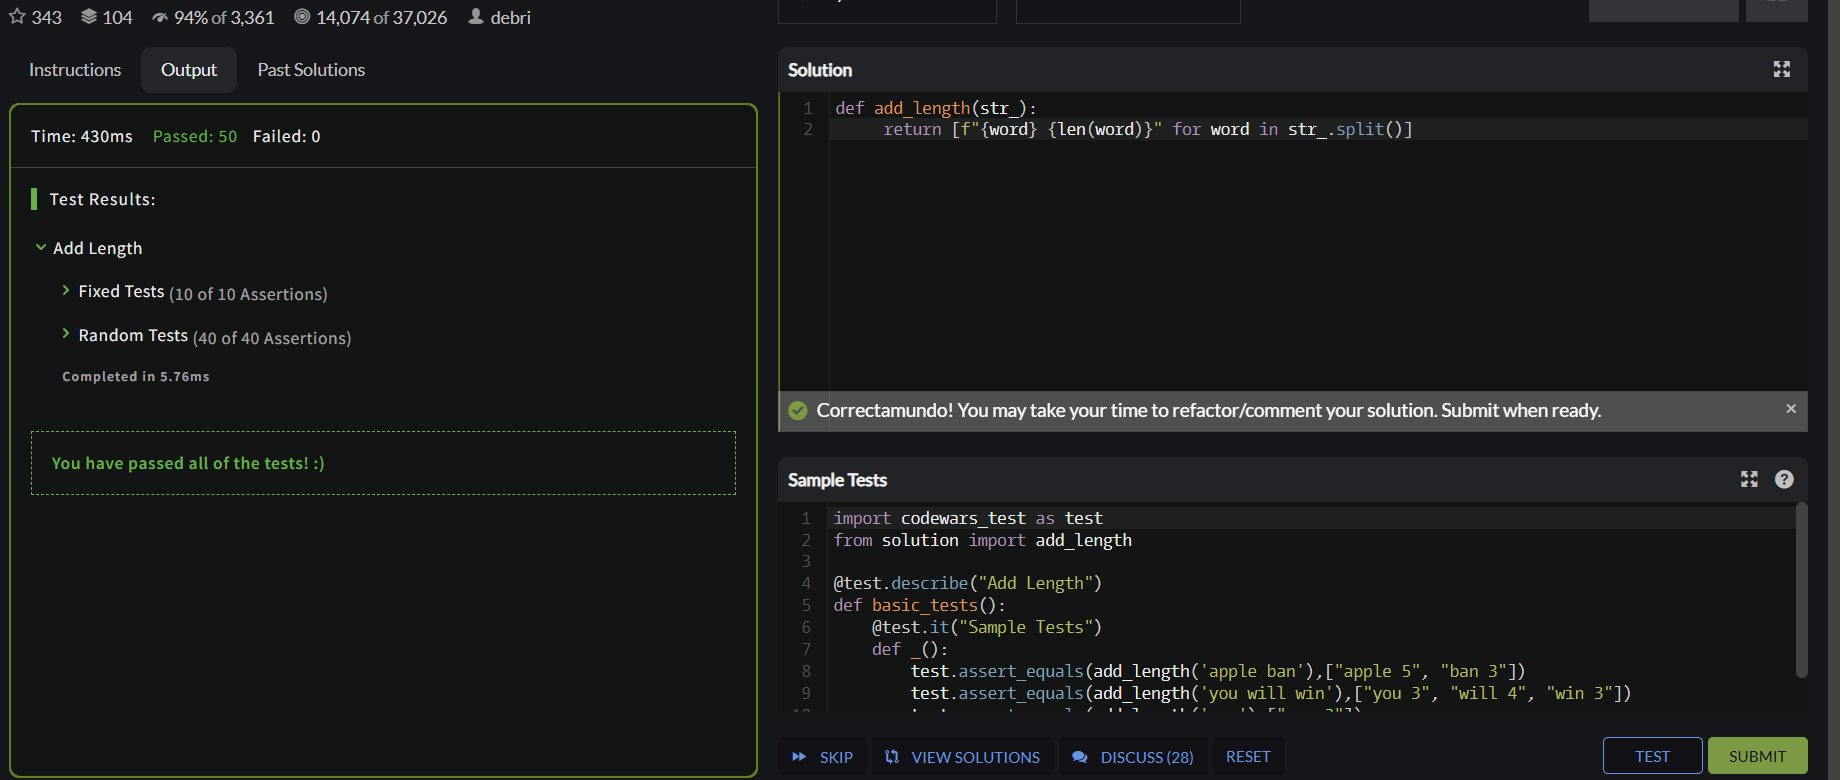 343 104 94% of 3,361 14,074 of 37,026 debri
Instructions Output Past Solutions
Time: 430ms Passed: 50 Failed: 0
Test Results:
Add Length
Fixed Tests (10 of 10 Assertions)
Random Tests (40 of 40 Assertions)
Completed in 5.76ms
You have passed all of the tests! :)
Solution
1 def add_length(str_):
2 return [f"{word} {len(word)}" for word in str_.split()]
Correctamundo! You may take your time to refactor/comment your solution. Submit when ready. ×
Sample Tests
1 import codewars_test as test
2 from solution import add_length
3
4 @test.describe("Add Length")
5 def basic_tests():
6 @test.it("Sample Tests")
7 def _():
8 test.assert_equals(add_length('apple ban'),["apple 5", "ban 3"])
9 test.assert_equals(add_length('you will win'),["you 3", "will 4", "win 3"])
SKIP VIEW SOLUTIONS DISCUSS (28) RESET TEST SUBMIT